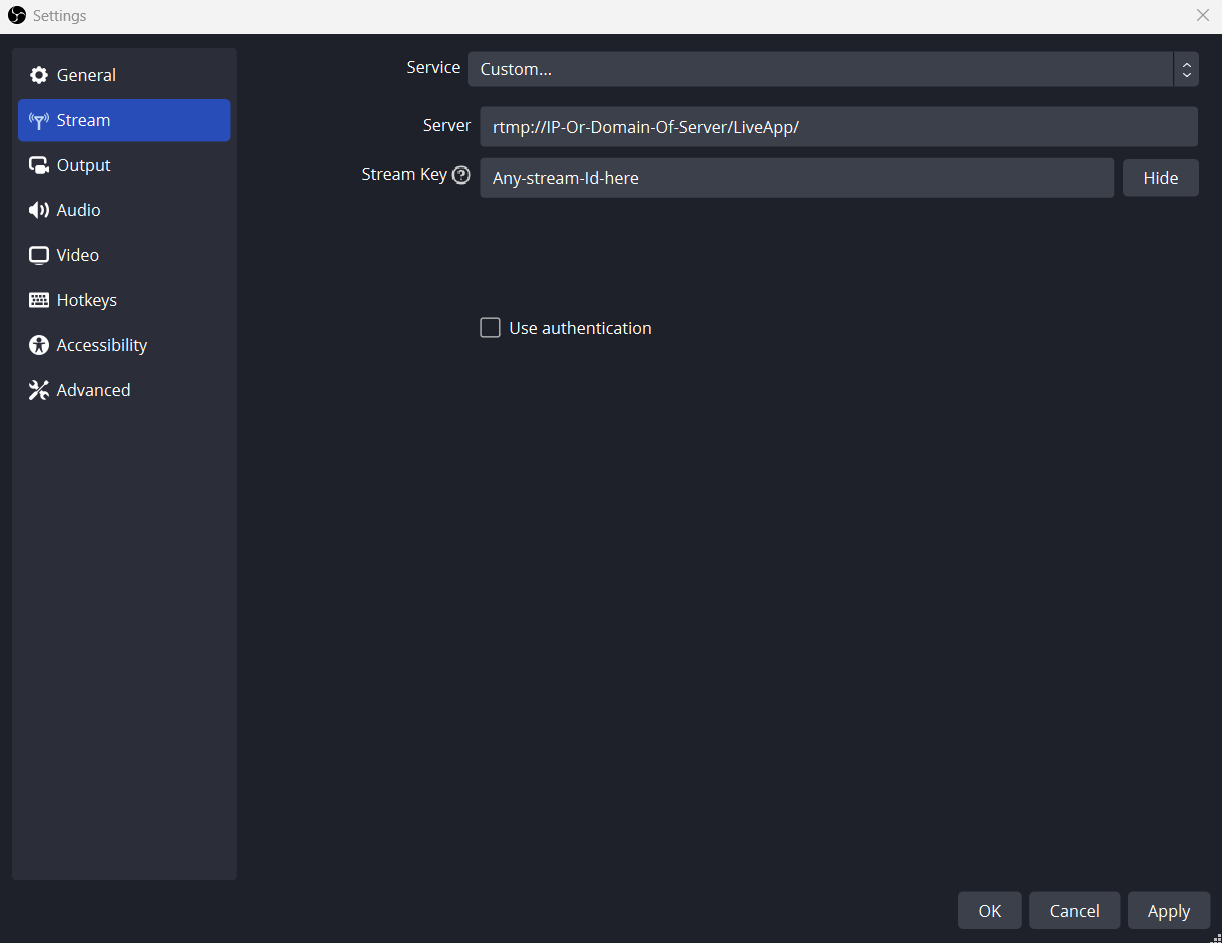 Settings
General
Stream
Output
Audio
Video
Hotkeys
Accessibility
Advanced
Service Custom...
Server rtmp://IP-Or-Domain-Of-Server/LiveApp/
Stream Key ? Any-stream-Id-here Hide
Use authentication
OK Cancel Apply